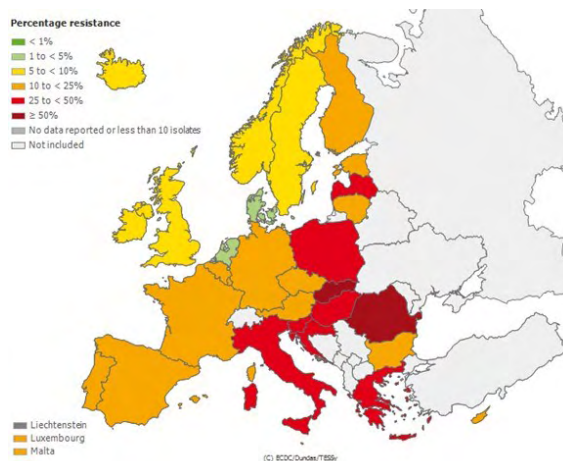 Percentage resistance
< 1%
1 to < 5%
5 to < 10%
10 to < 25%
25 to < 50%
≥ 50%
No data reported or less than 10 isolates
Not included
Liechtenstein
Luxembourg
Malta
(C) ECDC/Dundas/TESSy